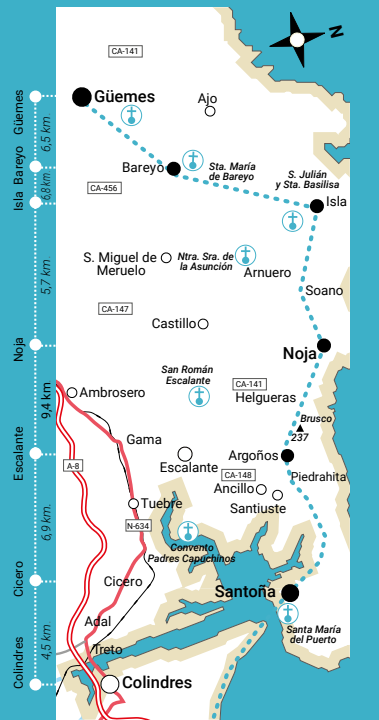 N
CA-141
Güemes
Ajo
Bareyo
Sta. María
de Bareyo
S. Julián
y Sta. Basilisa
CA-456
Isla
S. Miguel de
Meruelo
Ntra. Sra. de
la Asunción
Arnuero
Soano
CA-147
Castillo
Noja
San Román
Escalante
CA-141
Helgueras
Ambrosero
Brusco
237
Gama
Argoños
Escalante
A-8
CA-148
Piedrahita
Ancillo
Santiuste
Tuebre
N-634
Convento
Padres Capuchinos
Cicero
Santoña
Adal
Santa María
del Puerto
Treto
Colindres
Güemes
6,5 km.
Bareyo
6,8km
Isla
5,7 km.
Noja
9,4 km
Escalante
6,9 km.
Cicero
4,5 km.
Colindres